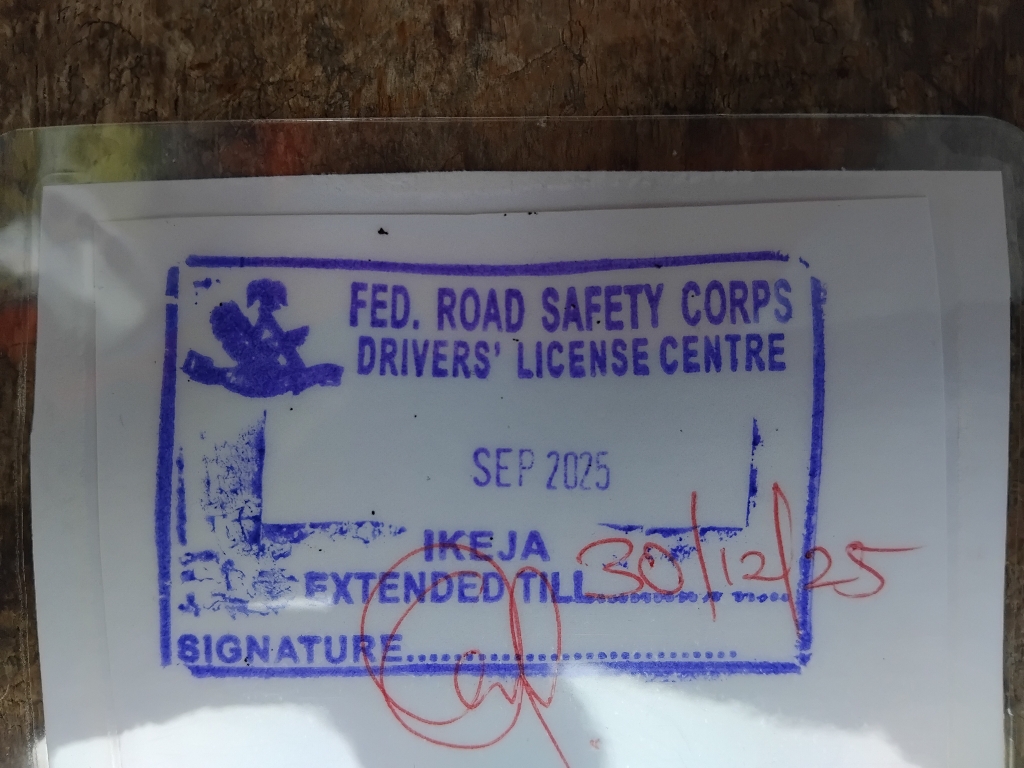 FED. ROAD SAFETY CORPS
DRIVERS' LICENSE CENTRE
SEP 2025
IKEJA
EXTENDED TILL........................ 30/12/25
SIGNATURE....................................